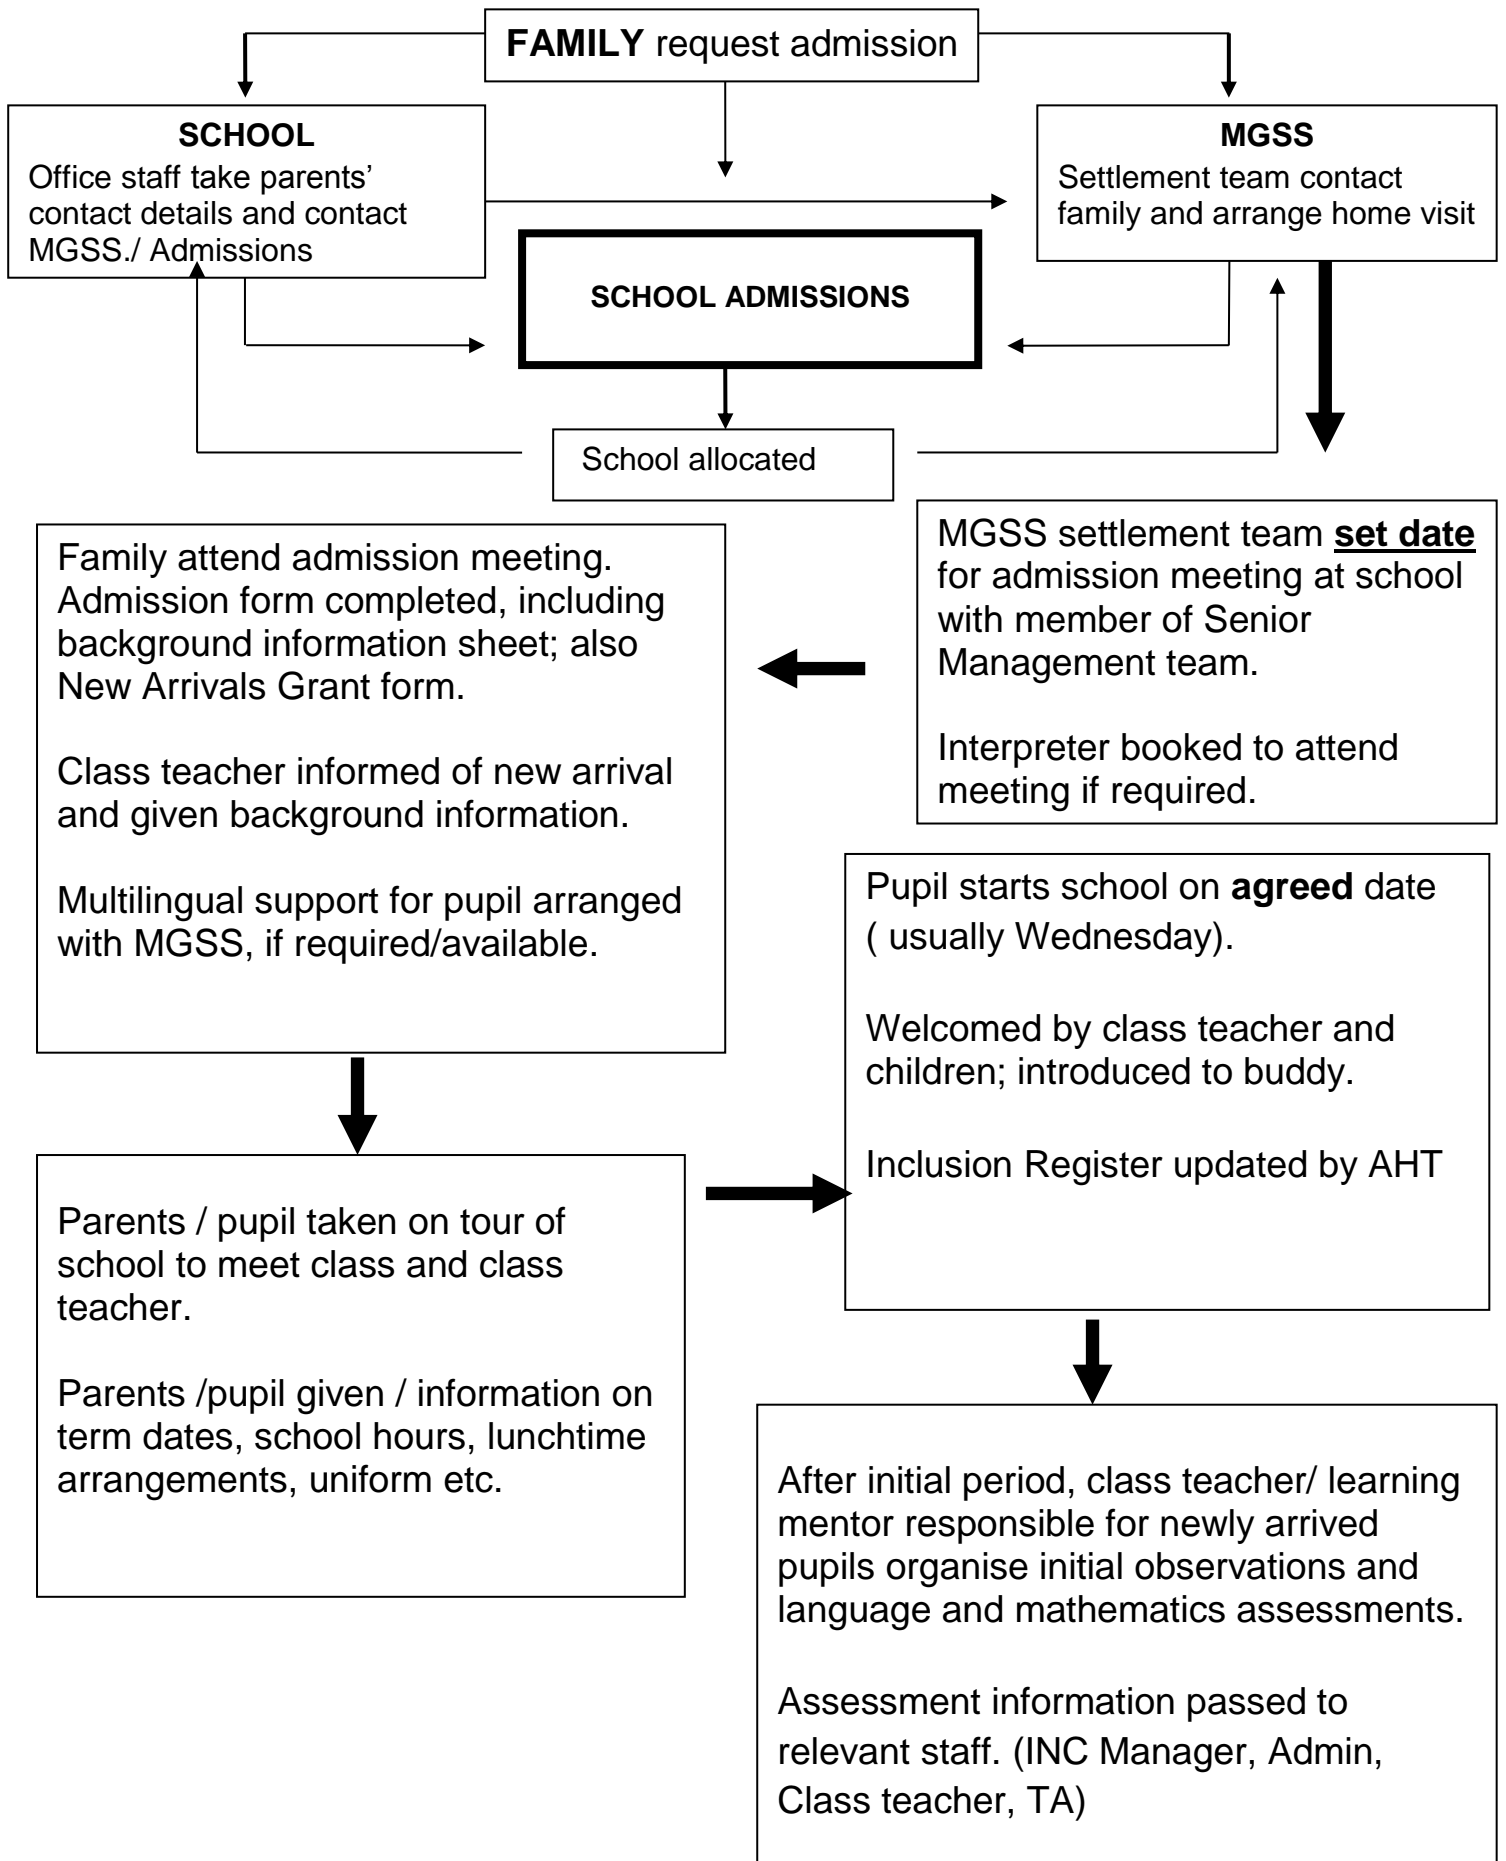 FAMILY request admission
SCHOOL
Office staff take parents’
contact details and contact
MGSS./ Admissions
MGSS
Settlement team contact
family and arrange home visit
SCHOOL ADMISSIONS
School allocated
MGSS settlement team set date
for admission meeting at school
with member of Senior
Management team.
Interpreter booked to attend
meeting if required.
Family attend admission meeting.
Admission form completed, including
background information sheet; also
New Arrivals Grant form.
Class teacher informed of new arrival
and given background information.
Multilingual support for pupil arranged
with MGSS, if required/available.
Parents / pupil taken on tour of
school to meet class and class
teacher.
Parents /pupil given / information on
term dates, school hours, lunchtime
arrangements, uniform etc.
Pupil starts school on agreed date
( usually Wednesday).
Welcomed by class teacher and
children; introduced to buddy.
Inclusion Register updated by AHT
After initial period, class teacher/ learning
mentor responsible for newly arrived
pupils organise initial observations and
language and mathematics assessments.
Assessment information passed to
relevant staff. (INC Manager, Admin,
Class teacher, TA)